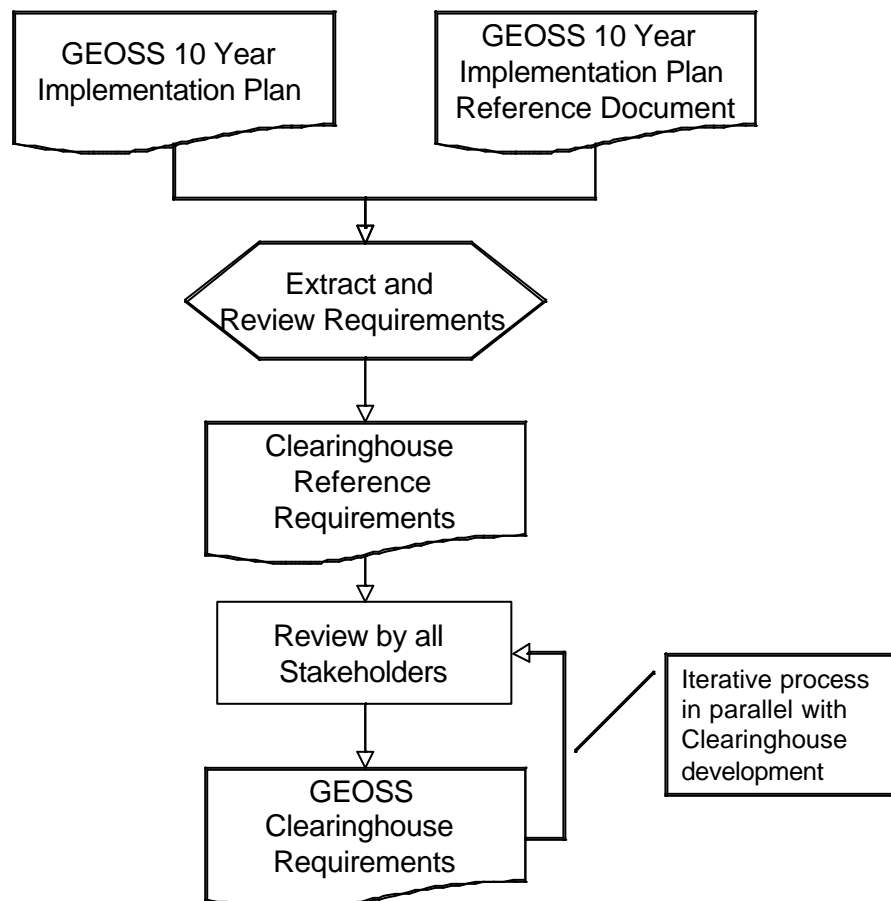 GEOSS 10 Year
Implementation Plan
GEOSS 10 Year
Implementation Plan
Reference Document
Extract and
Review Requirements
Clearinghouse
Reference
Requirements
Review by all
Stakeholders
Iterative process
in parallel with
Clearinghouse
development
GEOSS
Clearinghouse
Requirements